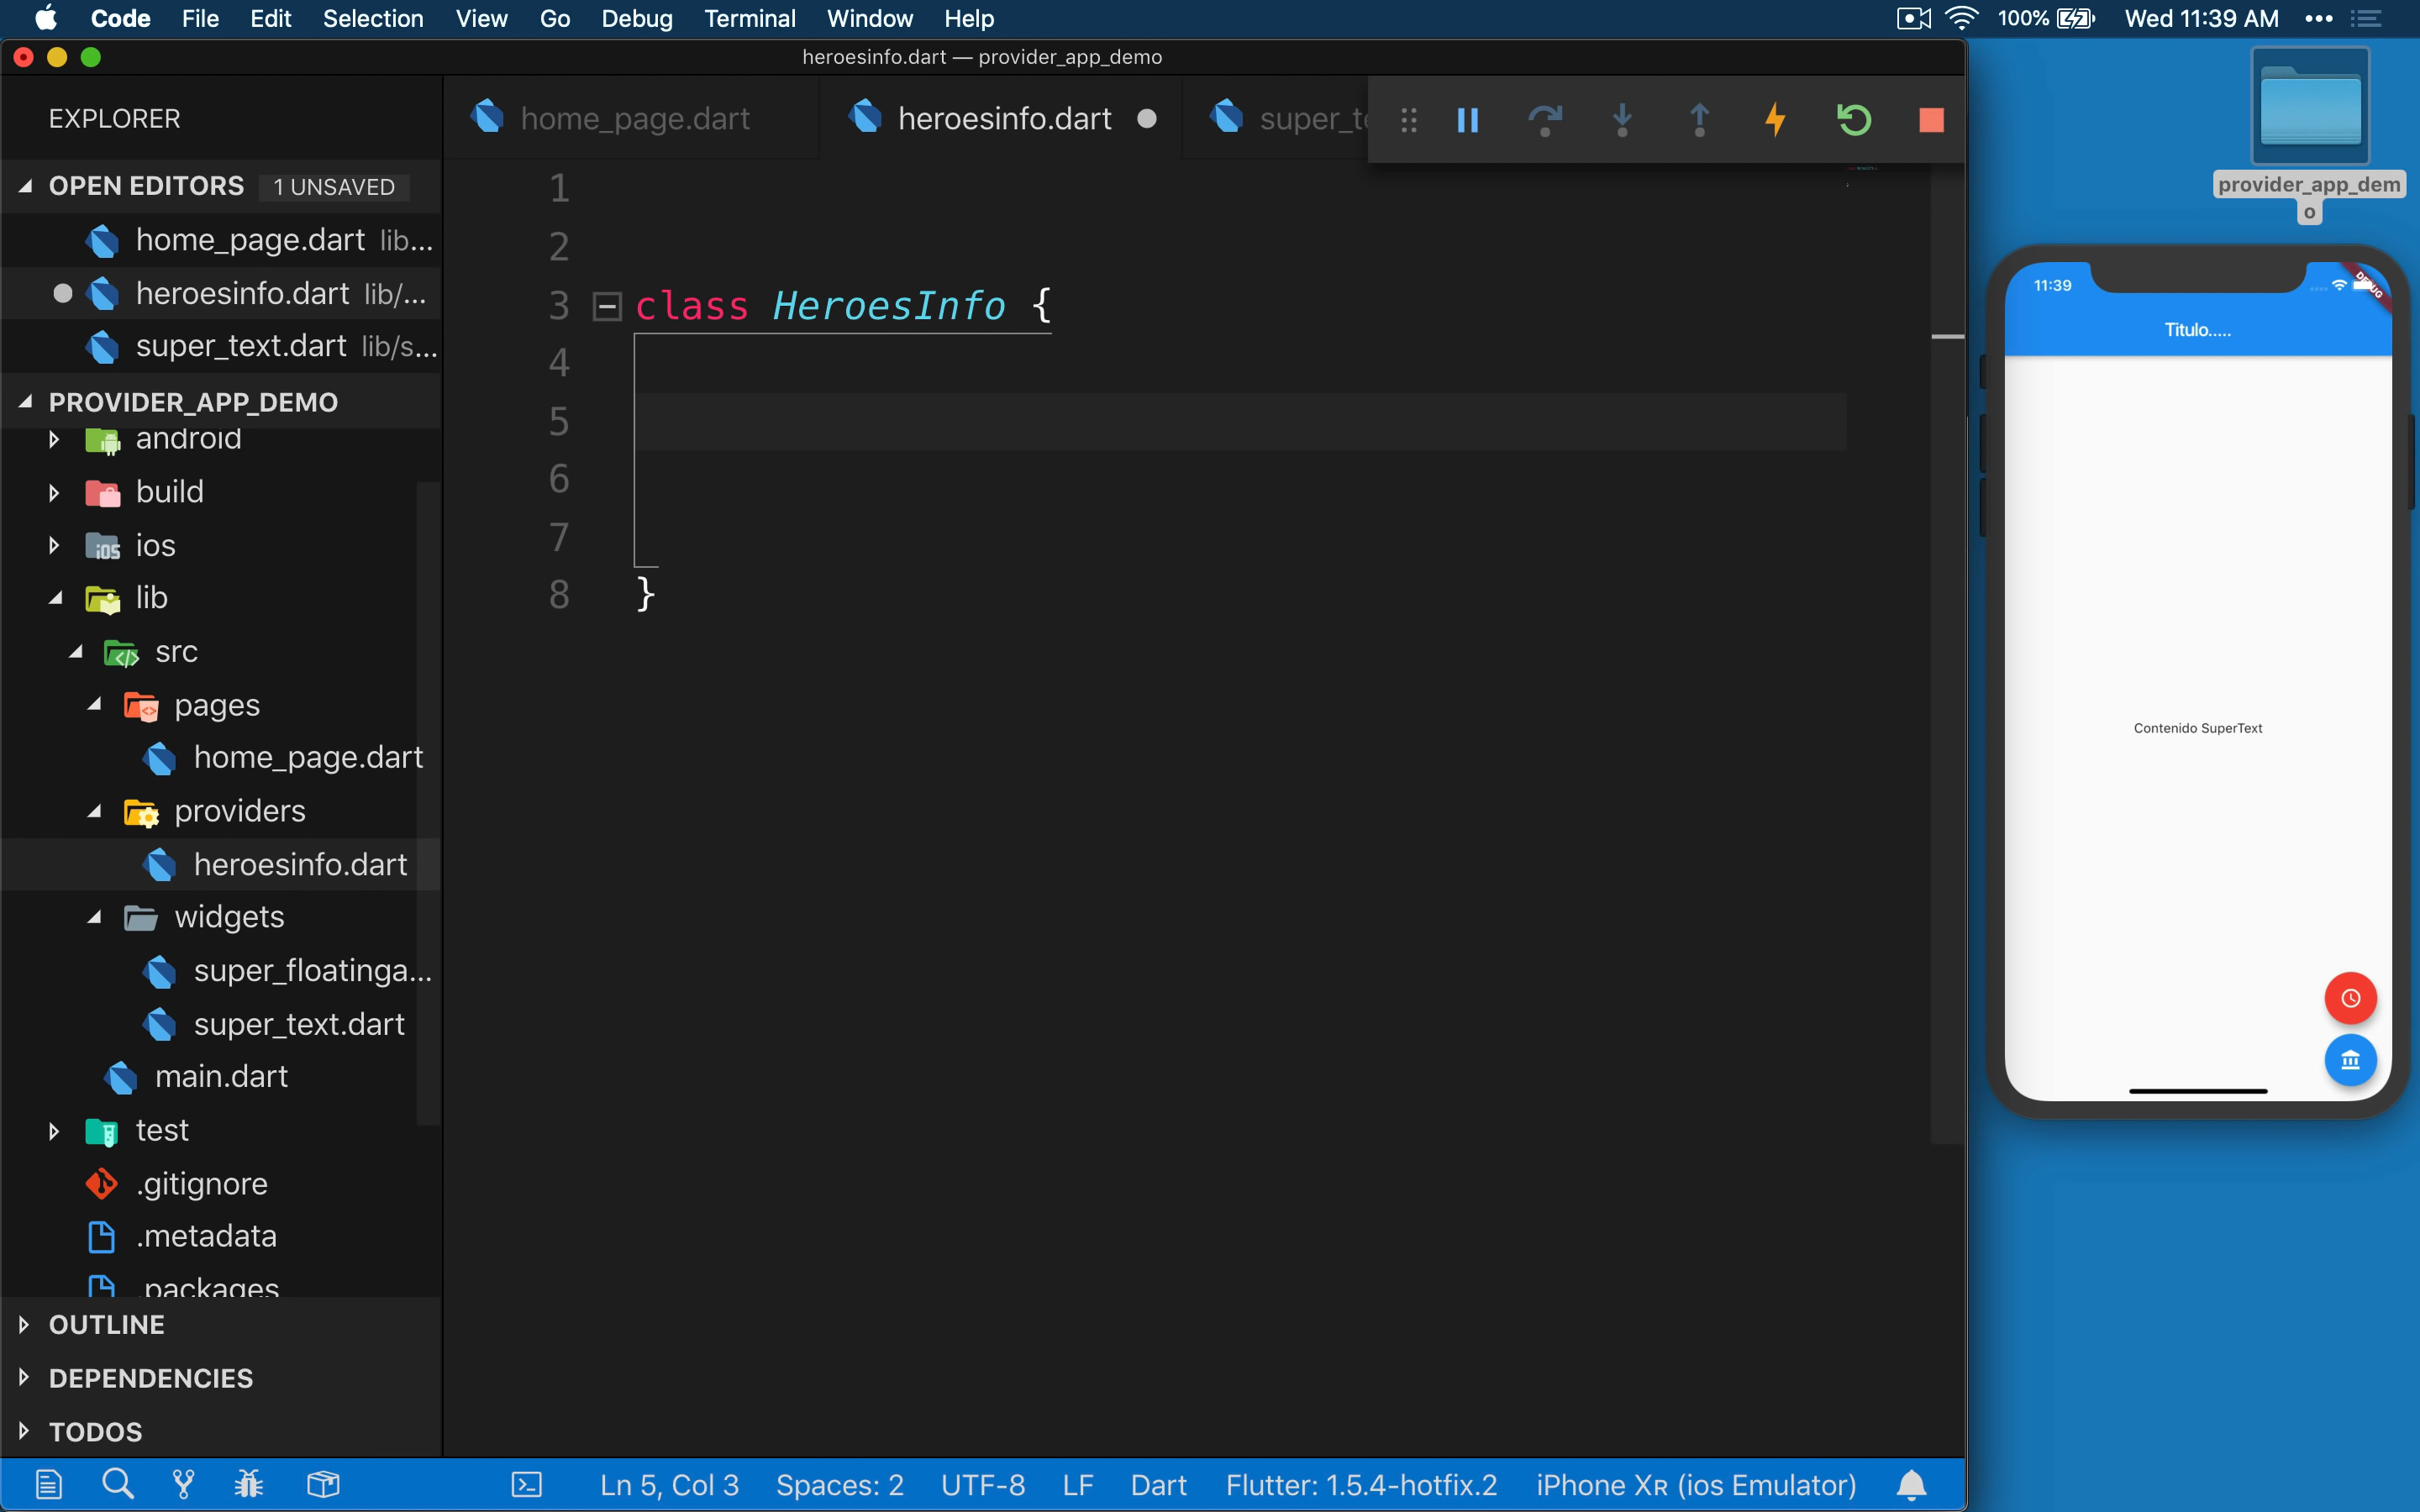 Code File Edit Selection View Go Debug Terminal Window Help 100% Wed 11:39 AM
heroesinfo.dart — provider_app_demo
EXPLORER
home_page.dart heroesinfo.dart super_te
OPEN EDITORS 1 UNSAVED
home_page.dart lib...
heroesinfo.dart lib/...
super_text.dart lib/s...
PROVIDER_APP_DEMO
android
build
ios
lib
src
pages
home_page.dart
providers
heroesinfo.dart
widgets
super_floatinga...
super_text.dart
main.dart
test
.gitignore
.metadata
.packages
OUTLINE
DEPENDENCIES
TODOS
1
2
3 class HeroesInfo {
4
5
6
7
8 }
Ln 5, Col 3 Spaces: 2 UTF-8 LF Dart Flutter: 1.5.4-hotfix.2 iPhone XR (ios Emulator)
provider_app_dem
o
11:39
DEBUG
Titulo.....
Contenido SuperText